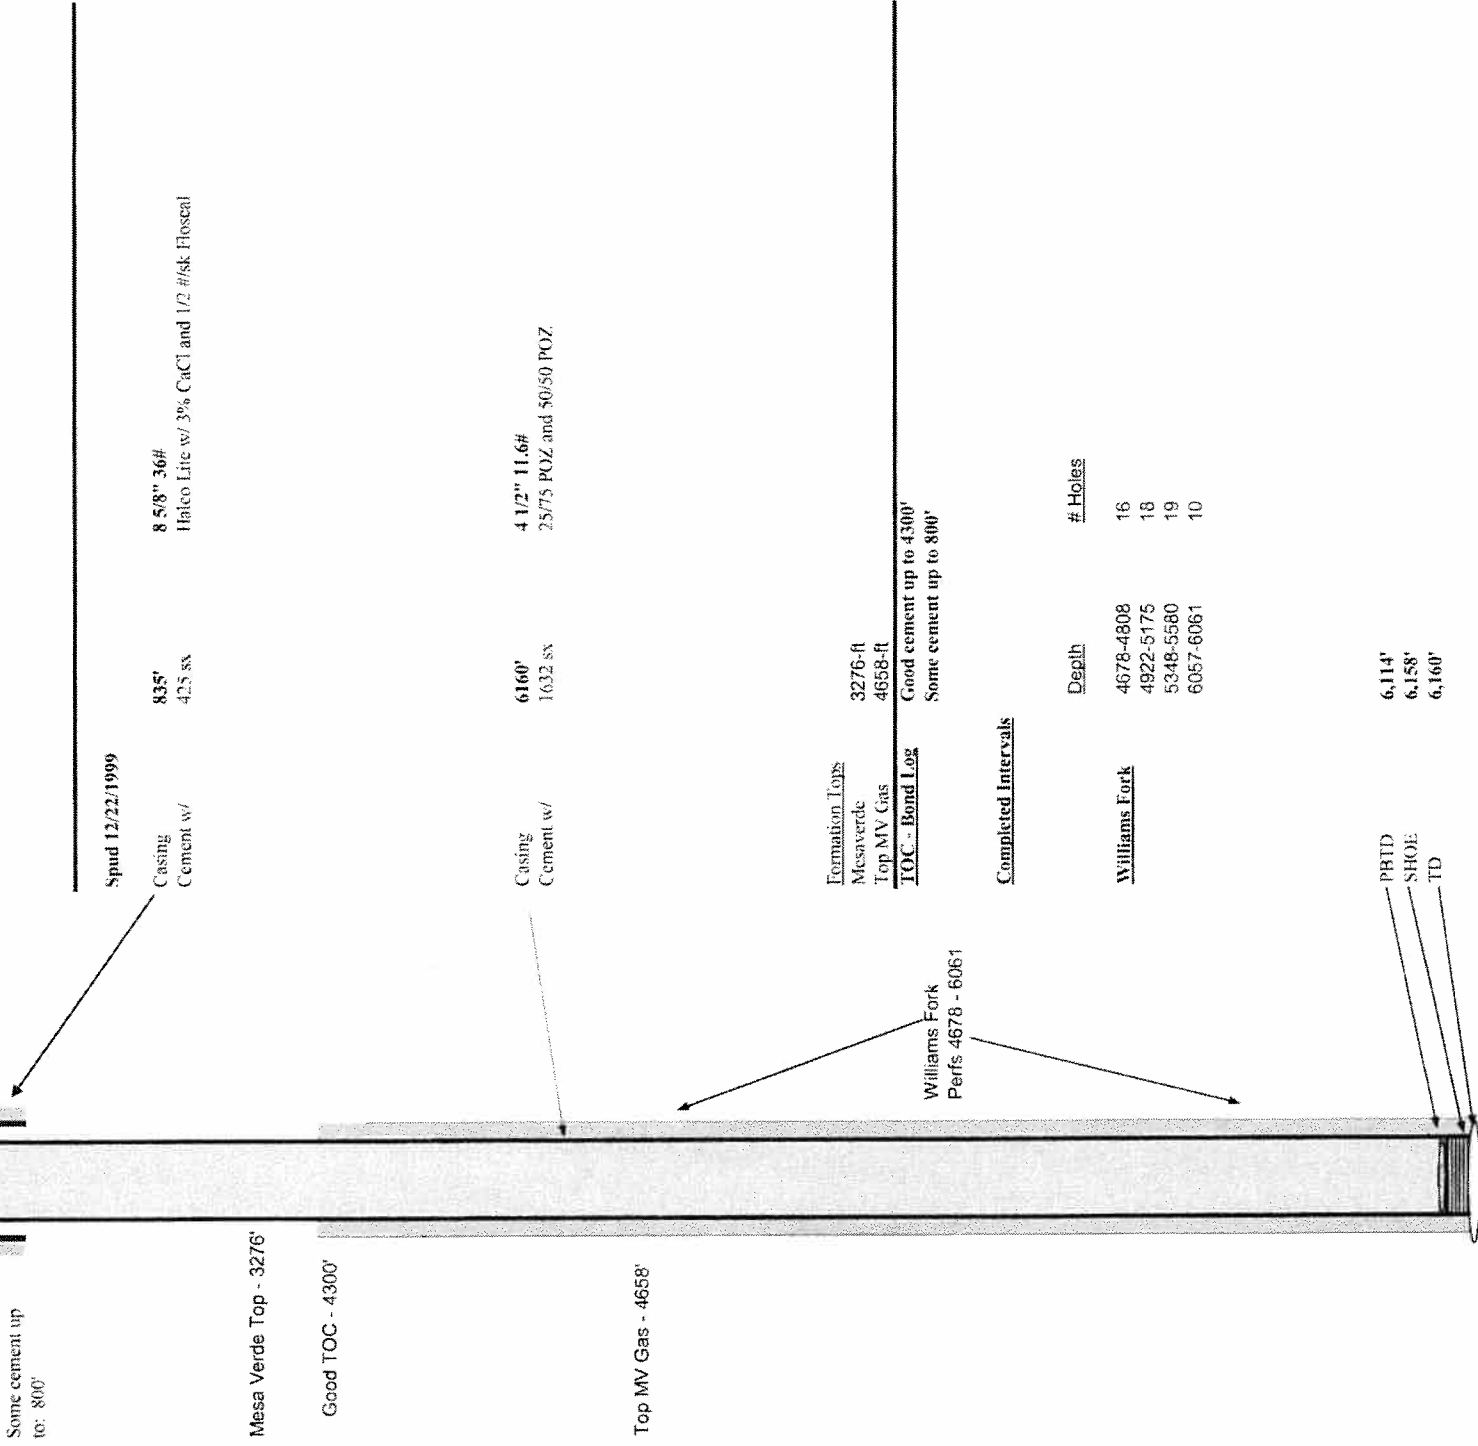 Some cement up
to: 800'
Mesa Verde Top - 3276'
Good TOC - 4300'
Top MV Gas - 4658'
Williams Fork
Perfs 4678 - 6061
Spud 12/22/1999
Casing 835' 8 5/8" 36#
Cement w/ 425 sx Halco Lite w/ 3% CaCl and 1/2 #/sk Floseal
Casing 6160' 4 1/2" 11.6#
Cement w/ 1632 sx 25/75 POZ and 50/50 POZ
Formation Tops
Mesaverde 3276-ft
Top MV Gas 4658-ft
TOC - Bond Log Good cement up to 4300'
Some cement up to 800'
Completed Intervals
Depth # Holes
Williams Fork 4678-4808 16
4922-5175 18
5348-5580 19
6057-6061 10
PBTD 6,114'
SHOE 6,158'
TD 6,160'